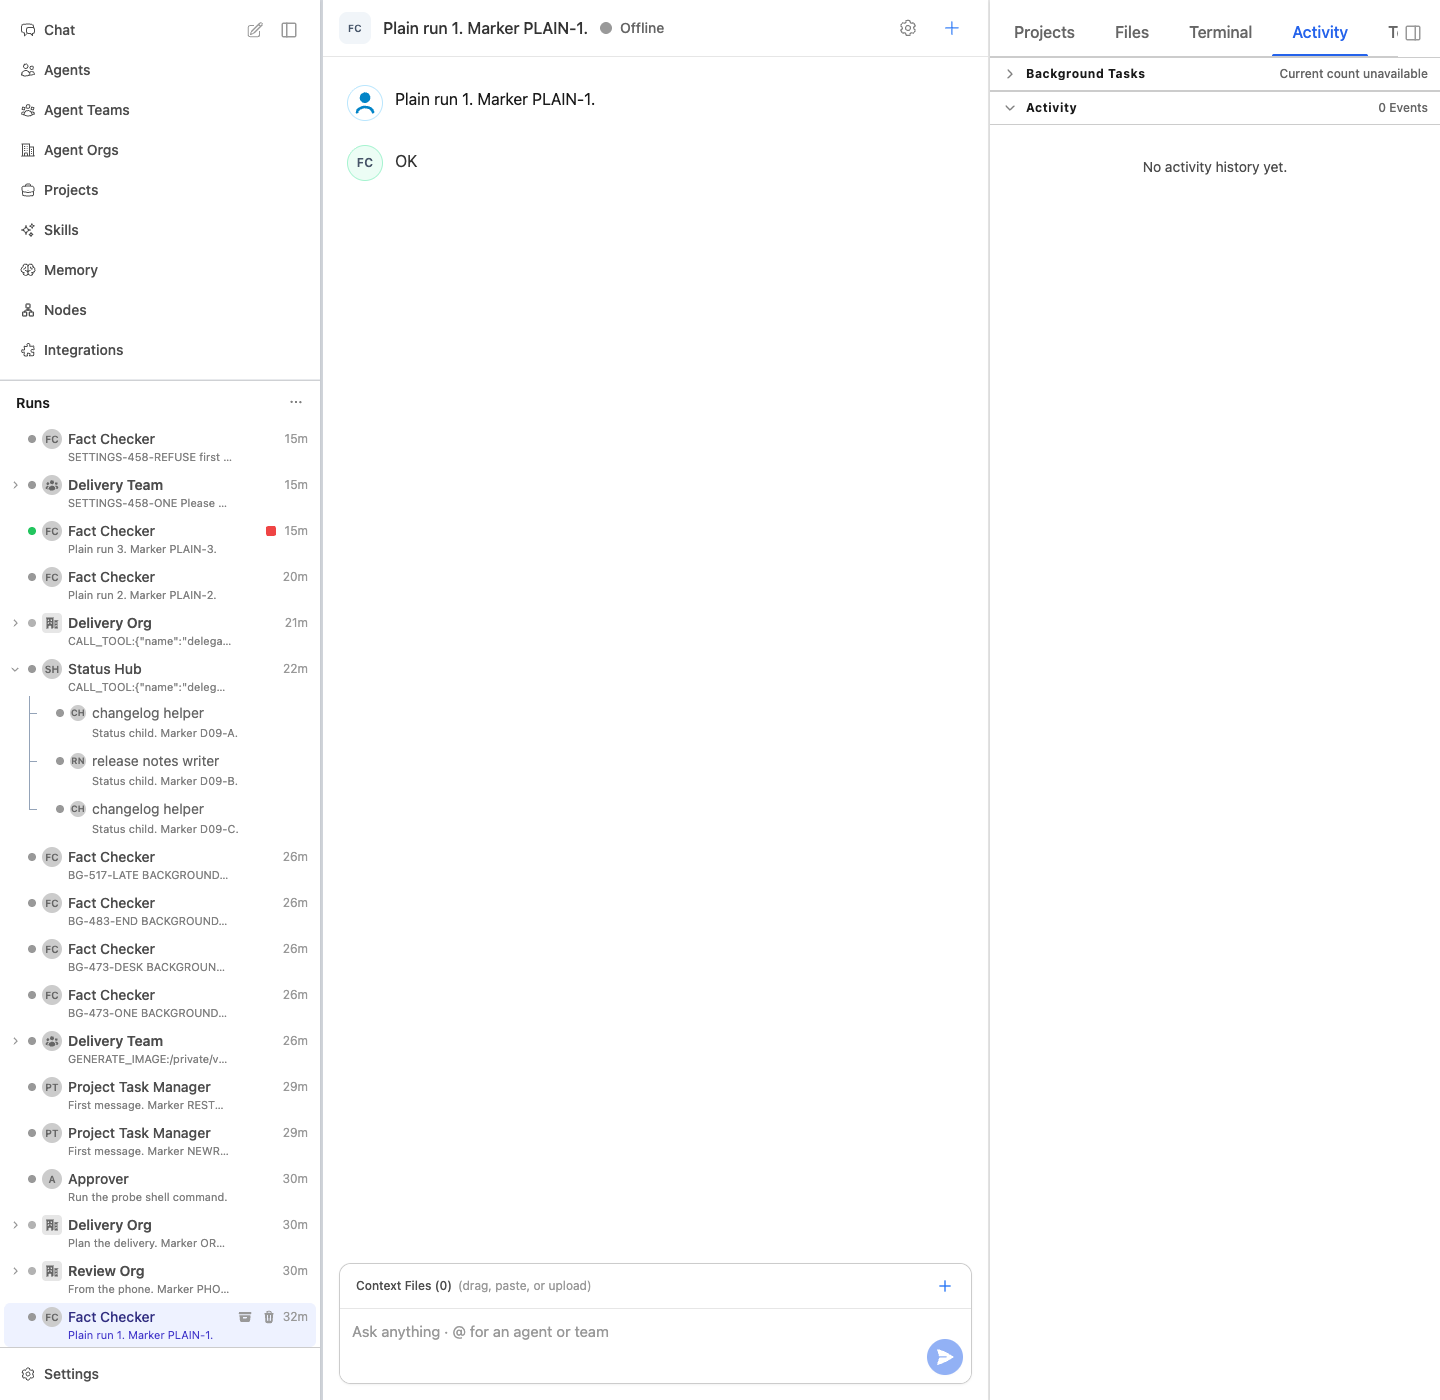 Chat
Agents
Agent Teams
Agent Orgs
Projects
Skills
Memory
Nodes
Integrations
Runs
FC Fact Checker 15m
SETTINGS-458-REFUSE first ...
Delivery Team 15m
SETTINGS-458-ONE Please ...
FC Fact Checker 15m
Plain run 3. Marker PLAIN-3.
FC Fact Checker 20m
Plain run 2. Marker PLAIN-2.
Delivery Org 21m
CALL_TOOL:{"name":"delega...
SH Status Hub 22m
CALL_TOOL:{"name":"deleg...
CH changelog helper
Status child. Marker D09-A.
RN release notes writer
Status child. Marker D09-B.
CH changelog helper
Status child. Marker D09-C.
FC Fact Checker 26m
BG-517-LATE BACKGROUND...
FC Fact Checker 26m
BG-483-END BACKGROUND...
FC Fact Checker 26m
BG-473-DESK BACKGROUN...
FC Fact Checker 26m
BG-473-ONE BACKGROUND...
Delivery Team 26m
GENERATE_IMAGE:/private/v...
PT Project Task Manager 29m
First message. Marker REST...
PT Project Task Manager 29m
First message. Marker NEWR...
A Approver 30m
Run the probe shell command.
Delivery Org 30m
Plan the delivery. Marker OR...
Review Org 30m
From the phone. Marker PHO...
FC Fact Checker 32m
Plain run 1. Marker PLAIN-1.
Settings
FC Plain run 1. Marker PLAIN-1. Offline
Plain run 1. Marker PLAIN-1.
FC OK
Context Files (0) (drag, paste, or upload)
Ask anything · @ for an agent or team
Projects Files Terminal Activity
Background Tasks Current count unavailable
Activity 0 Events
No activity history yet.